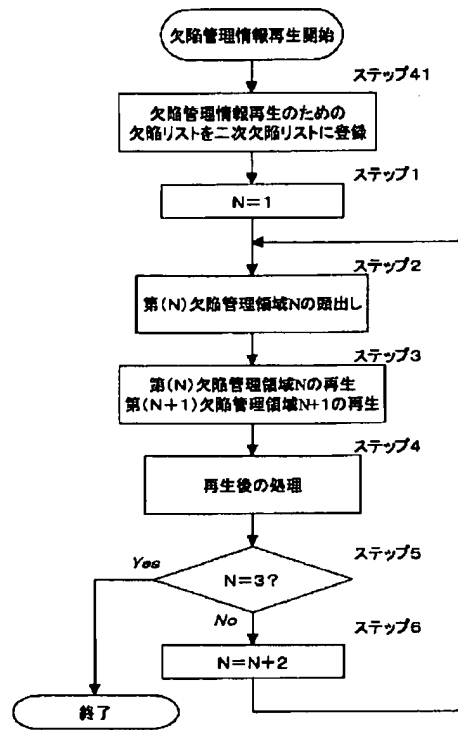 欠陥管理情報再生開始
ステップ41
欠陥管理情報再生のための
欠陥リストを二次欠陥リストに登録
ステップ1
N=1
ステップ2
第(N)欠陥管理領域Nの頭出し
ステップ3
第(N)欠陥管理領域Nの再生
第(N+1)欠陥管理領域N+1の再生
ステップ4
再生後の処理
ステップ5
Yes
N=3?
No
ステップ6
N=N+2
終了